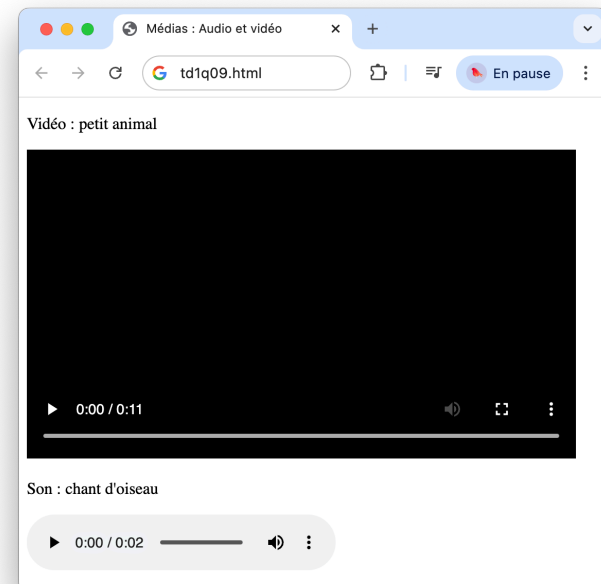 Médias : Audio et vidéo
td1q09.html
En pause
Vidéo : petit animal
0:00 / 0:11
Son : chant d'oiseau
0:00 / 0:02